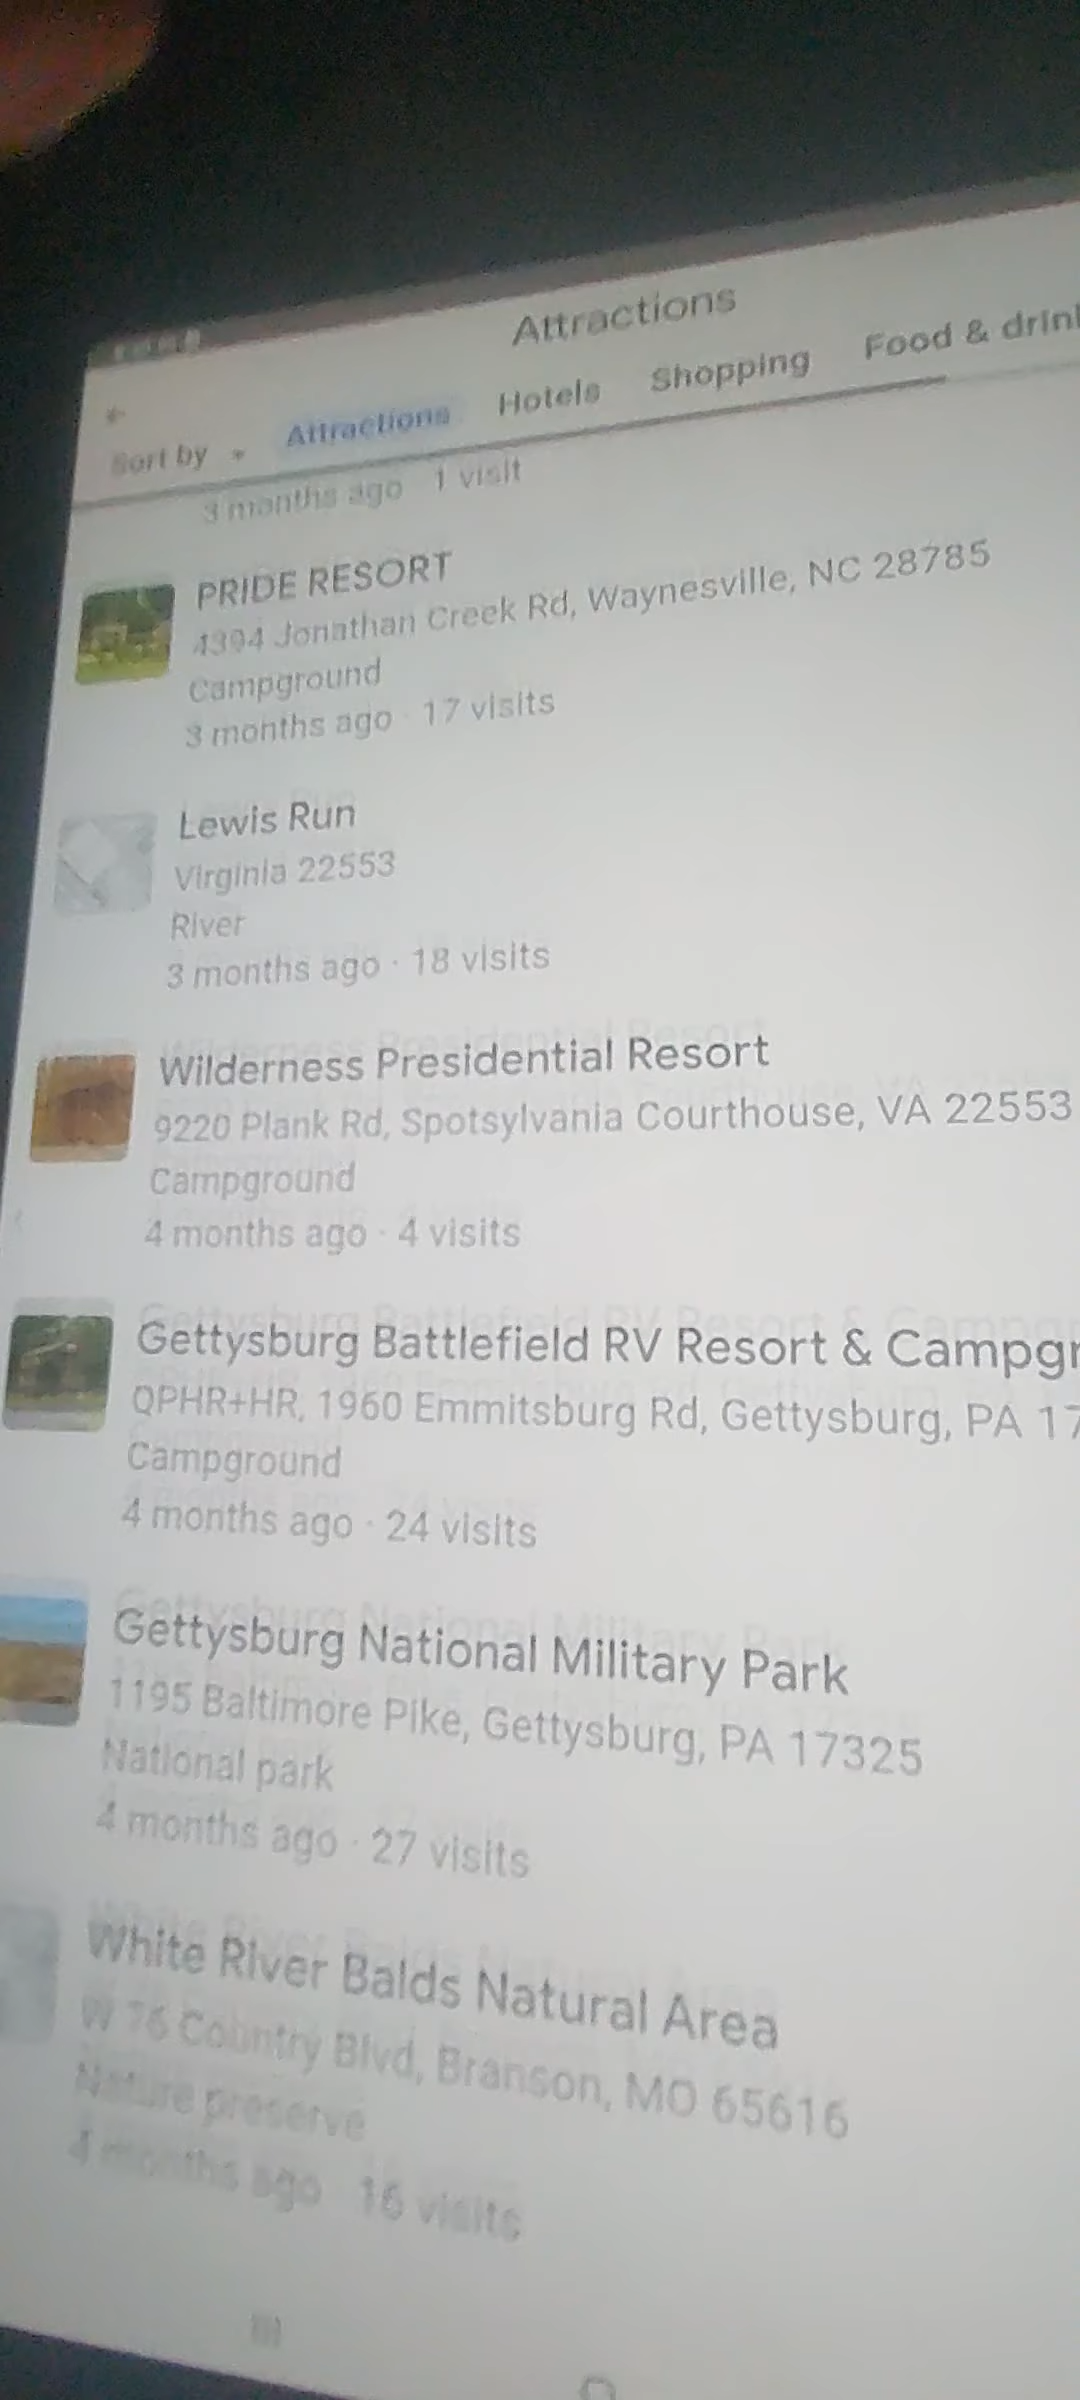 Attractions
Sort by Attractions Hotels Shopping Food & drin
3 months ago 1 visit
PRIDE RESORT
4394 Jonathan Creek Rd, Waynesville, NC 28785
Campground
3 months ago · 17 visits
Lewis Run
Virginia 22553
River
3 months ago · 18 visits
Wilderness Presidential Resort
9220 Plank Rd, Spotsylvania Courthouse, VA 22553
Campground
4 months ago · 4 visits
Gettysburg Battlefield RV Resort & Campgr
QPHR+HR, 1960 Emmitsburg Rd, Gettysburg, PA 17
Campground
4 months ago · 24 visits
Gettysburg National Military Park
1195 Baltimore Pike, Gettysburg, PA 17325
National park
4 months ago · 27 visits
White River Balds Natural Area
W 76 Country Blvd, Branson, MO 65616
Nature preserve
4 months ago 16 visits